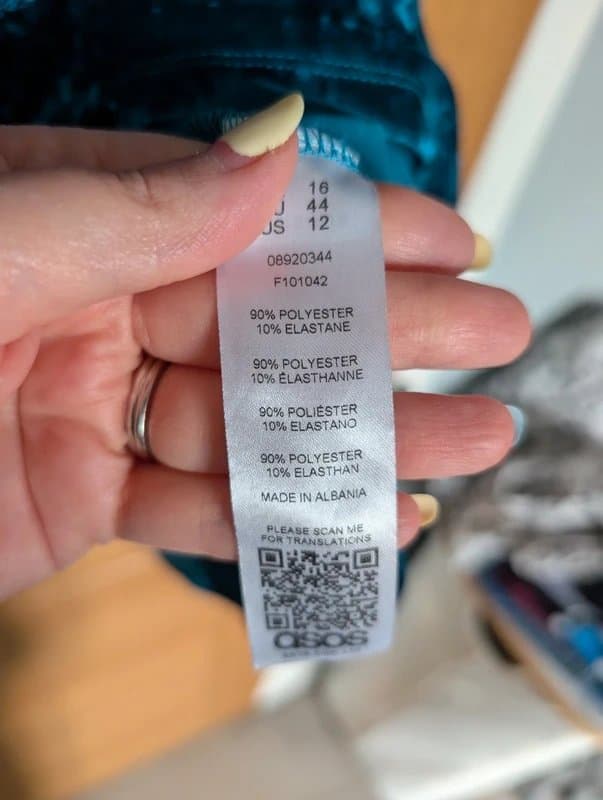 16
44
US 12
08920344
F101042
90% POLYESTER
10% ELASTANE
90% POLYESTER
10% ÉLASTHANNE
90% POLIÉSTER
10% ELASTANO
90% POLYESTER
10% ELASTHAN
MADE IN ALBANIA
PLEASE SCAN ME
FOR TRANSLATIONS
asos